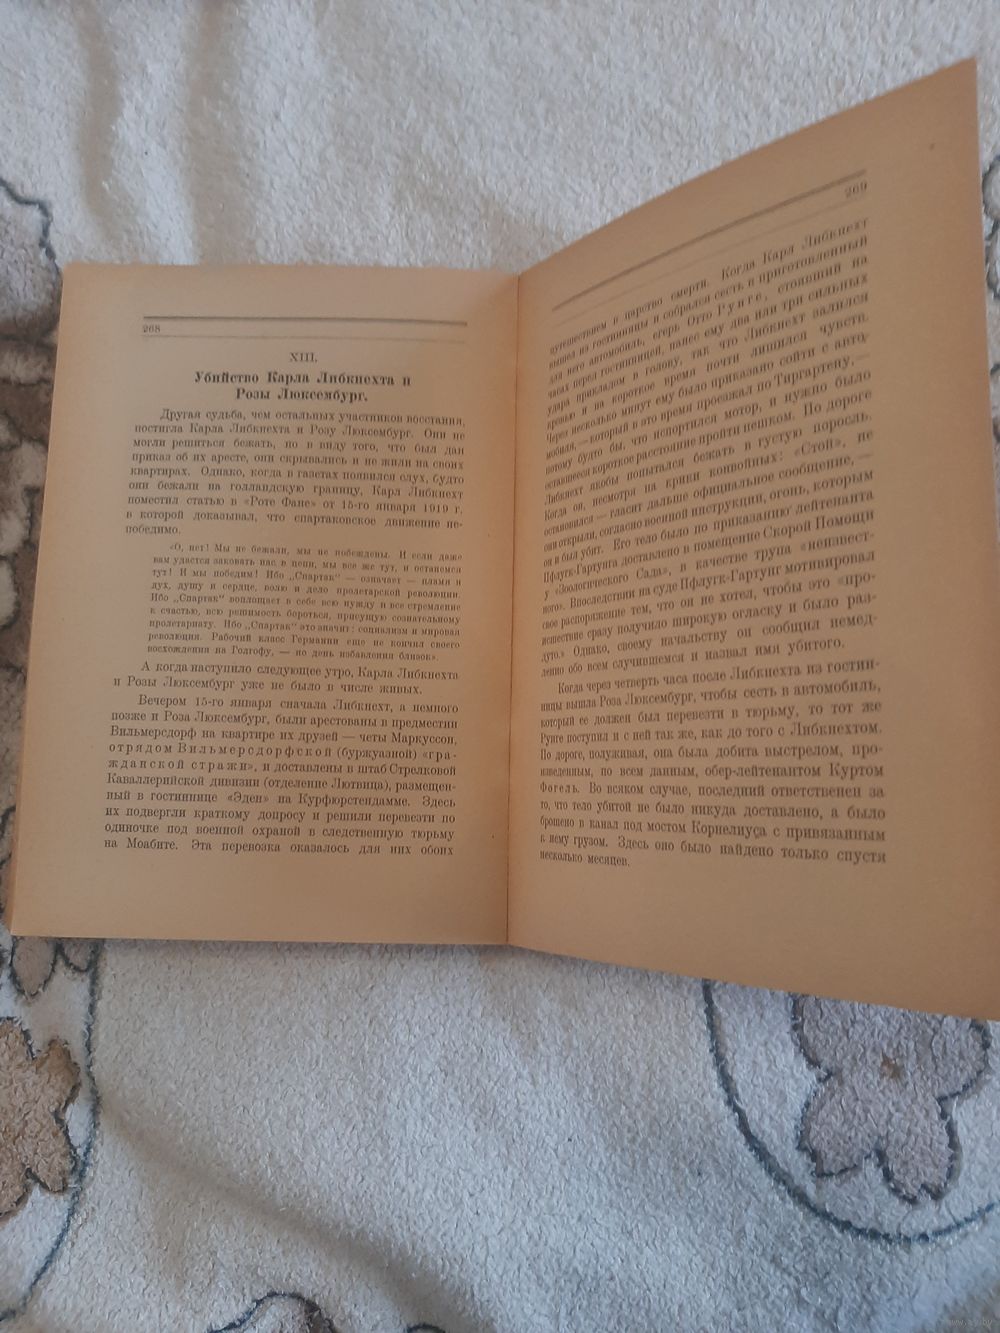 268
XIII.
Убийство Карла Либкнехта и
Розы Люксембург.
Другая судьба, чем остальных участников восстания,
постигла Карла Либкнехта и Розу Люксембург. Они не
могли решиться бежать, но в виду того, что был дан
приказ об их аресте, они скрывались и не жили на своих
квартирах. Однако, когда в газетах появился слух, будто
они бежали на голландскую границу, Карл Либкнехт
поместил статью в «Роте Фане» от 15-го января 1919 г.
в которой доказывал, что спартаковское движение не-
победимо.
«О, нет! Мы не бежали, мы не побеждены. И если даже
вам удастся заковать нас в цепи, мы все же тут, и останемся
тут! И мы победим! Ибо „Спартак“ — означает — пламя и
дух, душу и сердце, волю и дело пролетарской революции.
Ибо „Спартак“ воплощает в себе всю нужду и все стремление
к счастью, всю решимость бороться, присущую сознательному
пролетариату. Ибо „Спартак“ это значит: социализм и мировая
революция. Рабочий класс Германии еще не кончил своего
восхождения на Голгофу, — но день избавления близок».
А когда наступило следующее утро, Карла Либкнехта
и Розы Люксембург уже не было в числе живых.
Вечером 15-го января сначала Либкнехт, а немного
позже и Роза Люксембург, были арестованы в предместии
Вильмерсдорф на квартире их друзей — четы Маркуссон,
отрядом Вильмерсдорфской (буржуазной) «гра-
жданской стражи», и доставлены в штаб Стрелковой
Каваллерийской дивизии (отделение Лютвица), размещен-
ный в гостинице «Эден» на Курфюрстендамме. Здесь
их подвергли краткому допросу и решили перевезти по
одиночке под военной охраной в следственную тюрьму
на Моабите. Эта перевозка оказалось для них обоих
269
путешествием в царство смерти. Когда Карл Либкнехт
вышел из гостиницы и собрался сесть в приготовленный
для него автомобиль, егерь Отто Рунге, стоявший на
часах перед гостиницей, нанес ему два или три сильных
удара прикладом в голову, так что Либкнехт залился
кровью и на короткое время почти лишился чувств.
Через несколько минут ему было приказано сойти с авто-
мобиля, — который в это время проезжал по Тиргартену, —
потому будто бы, что испортился мотор, и нужно было
оставшееся короткое расстояние пройти пешком. По дороге
Либкнехт якобы попытался бежать в густую поросль.
Когда он, несмотря на крики конвойных: «Стой», не
остановился — гласит дальше официальное сообщение, —
они открыли, согласно военной инструкции, огонь, которым
он и был убит. Его тело было по приказанию лейтенанта
Пфлугк-Гартунга доставлено в помещение Скорой Помощи
у «Зоологического Сада», в качестве трупа «неизвест-
ного». Впоследствии на суде Пфлугк-Гартунг мотивировал
свое распоряжение тем, что он не хотел, чтобы это «про-
исшествие сразу получило широкую огласку и было раз-
дуто.» Однако, своему начальству он сообщил немед-
ленно обо всем случившемся и назвал имя убитого.
Когда через четверть часа после Либкнехта из гостин-
ницы вышла Роза Люксембург, чтобы сесть в автомобиль,
который ее должен был перевезти в тюрьму, то тот же
Рунге поступил и с ней так же, как до того с Либкнехтом.
По дороге, полуживая, она была добита выстрелом, про-
изведенным, по всем данным, обер-лейтенантом Куртом
Фогель. Во всяком случае, последний ответственен за
то, что тело убитой не было никуда доставлено, а было
брошено в канал под мостом Корнелиуса с привязанным
к нему грузом. Здесь оно было найдено только спустя
несколько месяцев.